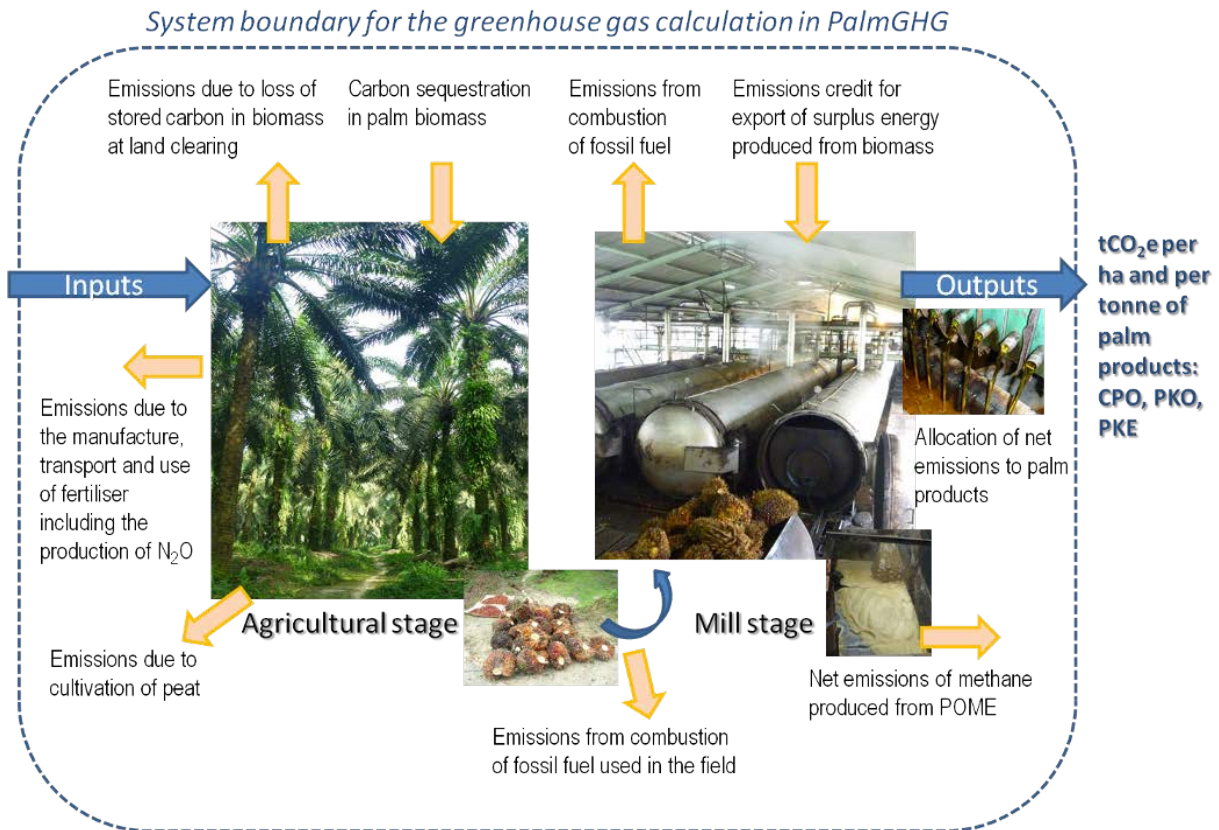 System boundary for the greenhouse gas calculation in PalmGHG
Emissions due to loss of
stored carbon in biomass
at land clearing
Carbon sequestration
in palm biomass
Emissions from
combustion
of fossil fuel
Emissions credit for
export of surplus energy
produced from biomass
Inputs
Outputs
tCO₂e per
ha and per
tonne of
palm
products:
CPO, PKO,
PKE
Emissions due to
the manufacture,
transport and use
of fertiliser
including the
production of N₂O
Allocation of net
emissions to palm
products
Agricultural stage
Mill stage
Emissions due to
cultivation of peat
Net emissions of methane
produced from POME
Emissions from combustion
of fossil fuel used in the field